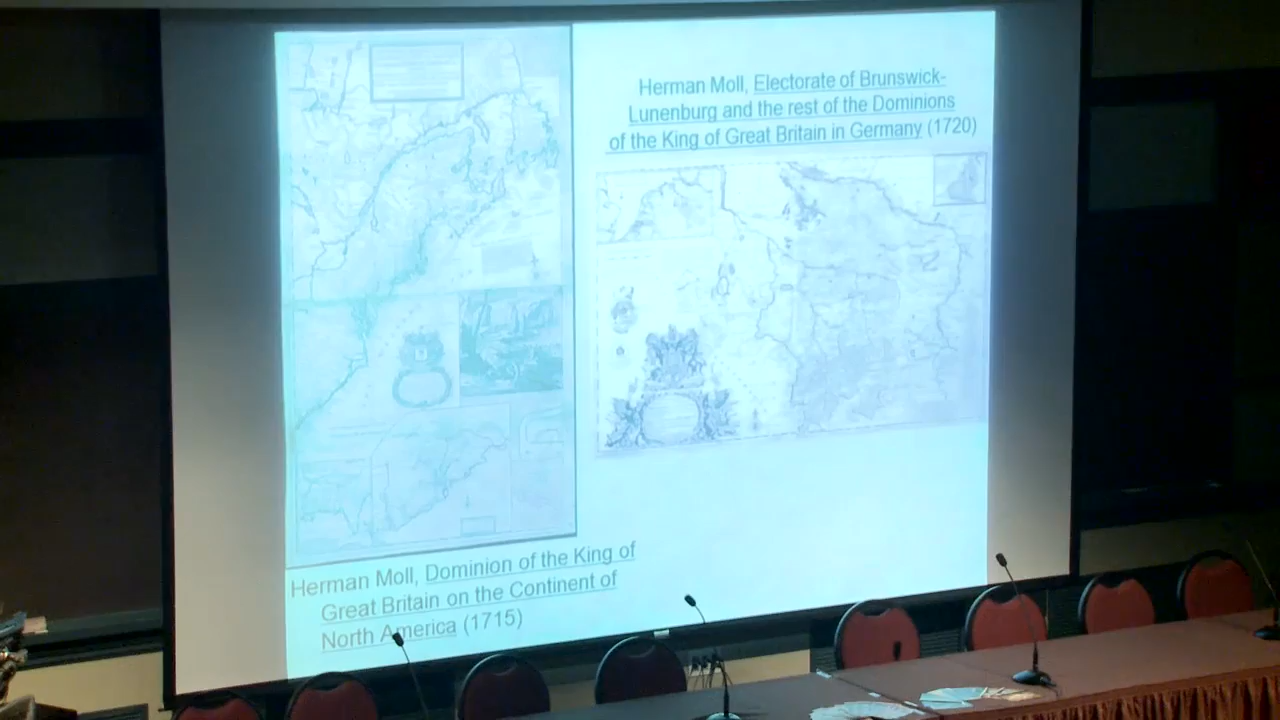 Herman Moll, Electorate of Brunswick-
Lunenburg and the rest of the Dominions
of the King of Great Britain in Germany (1720)
Herman Moll, Dominion of the King of
Great Britain on the Continent of
North America (1715)